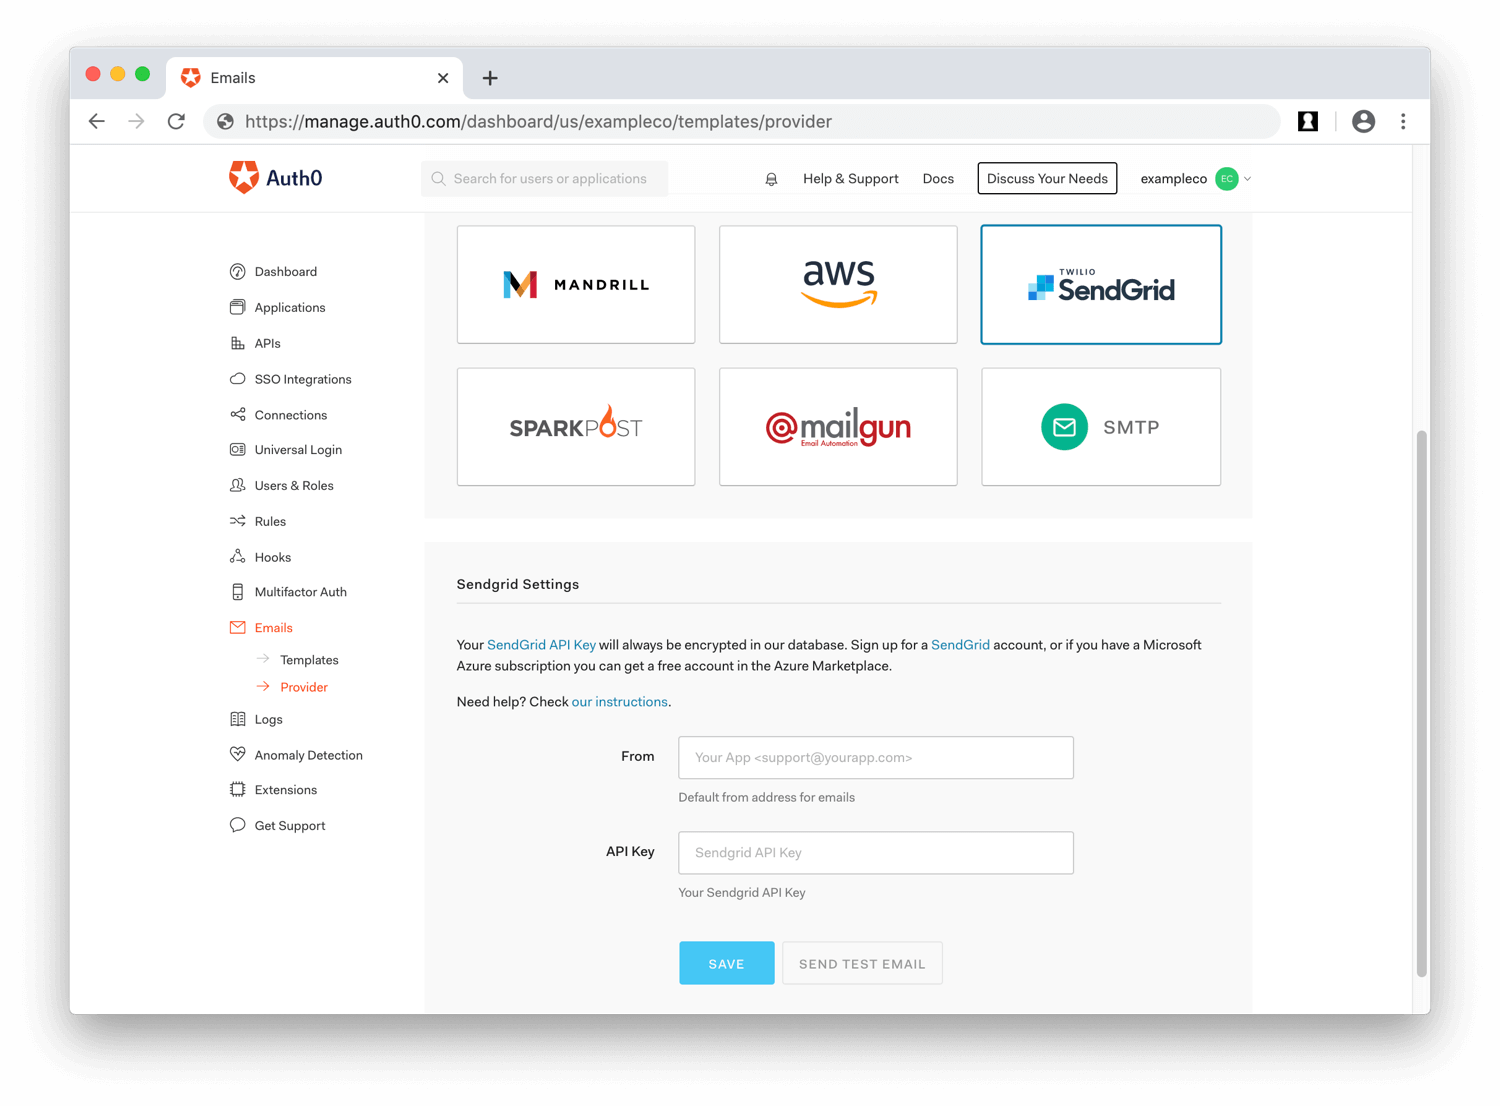 Emails
https://manage.auth0.com/dashboard/us/exampleco/templates/provider
Auth0
Search for users or applications
Help & Support
Docs
Discuss Your Needs
exampleco
EC
Dashboard
Applications
APIs
SSO Integrations
Connections
Universal Login
Users & Roles
Rules
Hooks
Multifactor Auth
Emails
Templates
Provider
Logs
Anomaly Detection
Extensions
Get Support
MANDRILL
aws
TWILIO
SendGrid
SPARKPOST
@mailgun
Email Automation
SMTP
Sendgrid Settings
Your SendGrid API Key will always be encrypted in our database. Sign up for a SendGrid account, or if you have a Microsoft
Azure subscription you can get a free account in the Azure Marketplace.
Need help? Check our instructions.
From
Your App <support@yourapp.com>
Default from address for emails
API Key
Sendgrid API Key
Your Sendgrid API Key
SAVE
SEND TEST EMAIL